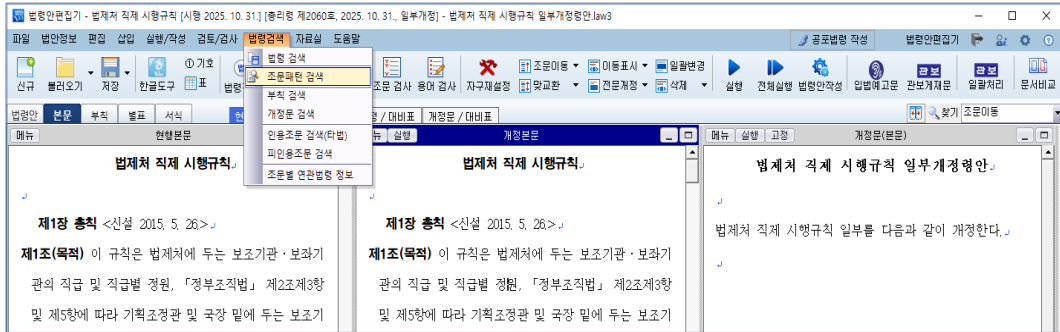 법령안편집기 - 법제처 직제 시행규칙 [시행 2025. 10. 31.] [총리령 제2060호, 2025. 10. 31., 일부개정] - 법제처 직제 시행규칙 일부개정령안.law3
파일 법안정보 편집 삽입 실행/작성 검토/검사 법령검색 자료실 도움말 공포법령 작성 법령안편집기
법령 검색
조문패턴 검색
부칙 검색
개정문 검색
인용조문 검색(타법)
피인용조문 검색
조문별 연관법령 정보
신규 불러오기 저장 한글도구 ①기호 표 법령 조문 검사 용어 검사 자구재설정 조문이동 이동표시 일괄변경
맞교환 전문개정 삭제 실행 전체실행 법령안작성 입법예고문 관보게재문 일괄처리 문서비교
관보 관보
법령안 본문 부칙 별표 서식 현 / 대비표 개정문 / 대비표 찾기 조문이동
메뉴 현행본문 뉴 실행 개정본문 메뉴 실행 고정 개정문(본문)
법제처 직제 시행규칙
제1장 총칙 <신설 2015. 5. 26.>
제1조(목적) 이 규칙은 법제처에 두는 보조기관·보좌기
관의 직급 및 직급별 정원, 「정부조직법」 제2조제3항
및 제5항에 따라 기획조정관 및 국장 밑에 두는 보조기
법제처 직제 시행규칙
제1장 총칙 <신설 2015. 5. 26.>
제1조(목적) 이 규칙은 법제처에 두는 보조기관·보좌기
관의 직급 및 직급별 정원, 「정부조직법」 제2조제3항
및 제5항에 따라 기획조정관 및 국장 밑에 두는 보조기
법제처 직제 시행규칙 일부개정령안
법제처 직제 시행규칙 일부를 다음과 같이 개정한다.